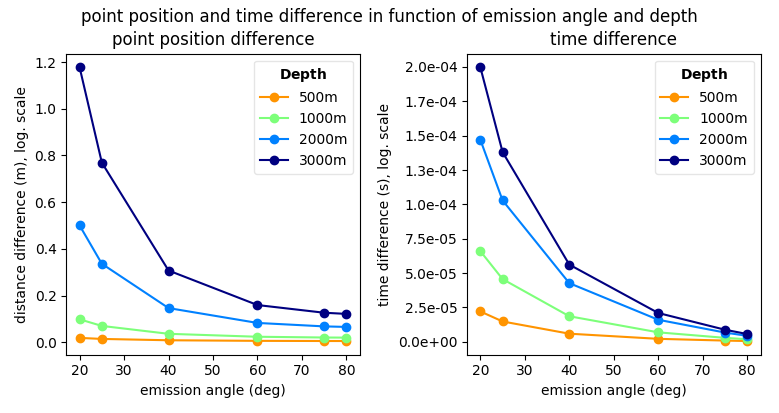 point position and time difference in function of emission angle and depth
point position difference
distance difference (m), log. scale
1.2
1.0
0.8
0.6
0.4
0.2
0.0
20 30 40 50 60 70 80
emission angle (deg)
Depth
500m
1000m
2000m
3000m
time difference
time difference (s), log. scale
2.0e-04
1.7e-04
1.5e-04
1.3e-04
1.0e-04
7.5e-05
5.0e-05
2.5e-05
0.0e+00
20 30 40 50 60 70 80
emission angle (deg)
Depth
500m
1000m
2000m
3000m